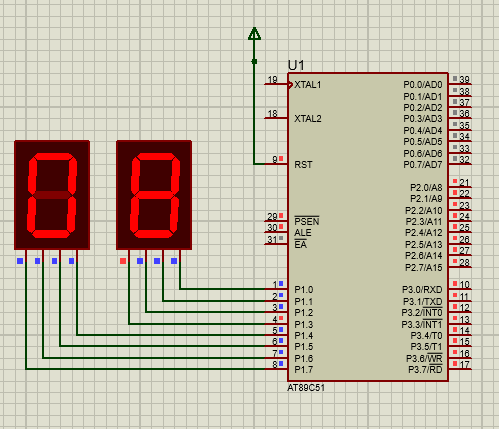 U1
19 XTAL1 P0.0/AD0 39
P0.1/AD1 38
P0.2/AD2 37
18 XTAL2 P0.3/AD3 36
P0.4/AD4 35
P0.5/AD5 34
P0.6/AD6 33
9 RST P0.7/AD7 32
P2.0/A8 21
P2.1/A9 22
P2.2/A10 23
29 PSEN P2.3/A11 24
30 ALE P2.4/A12 25
31 EA P2.5/A13 26
P2.6/A14 27
P2.7/A15 28
1 P1.0 P3.0/RXD 10
2 P1.1 P3.1/TXD 11
3 P1.2 P3.2/INT0 12
4 P1.3 P3.3/INT1 13
5 P1.4 P3.4/T0 14
6 P1.5 P3.5/T1 15
7 P1.6 P3.6/WR 16
8 P1.7 P3.7/RD 17
AT89C51
08